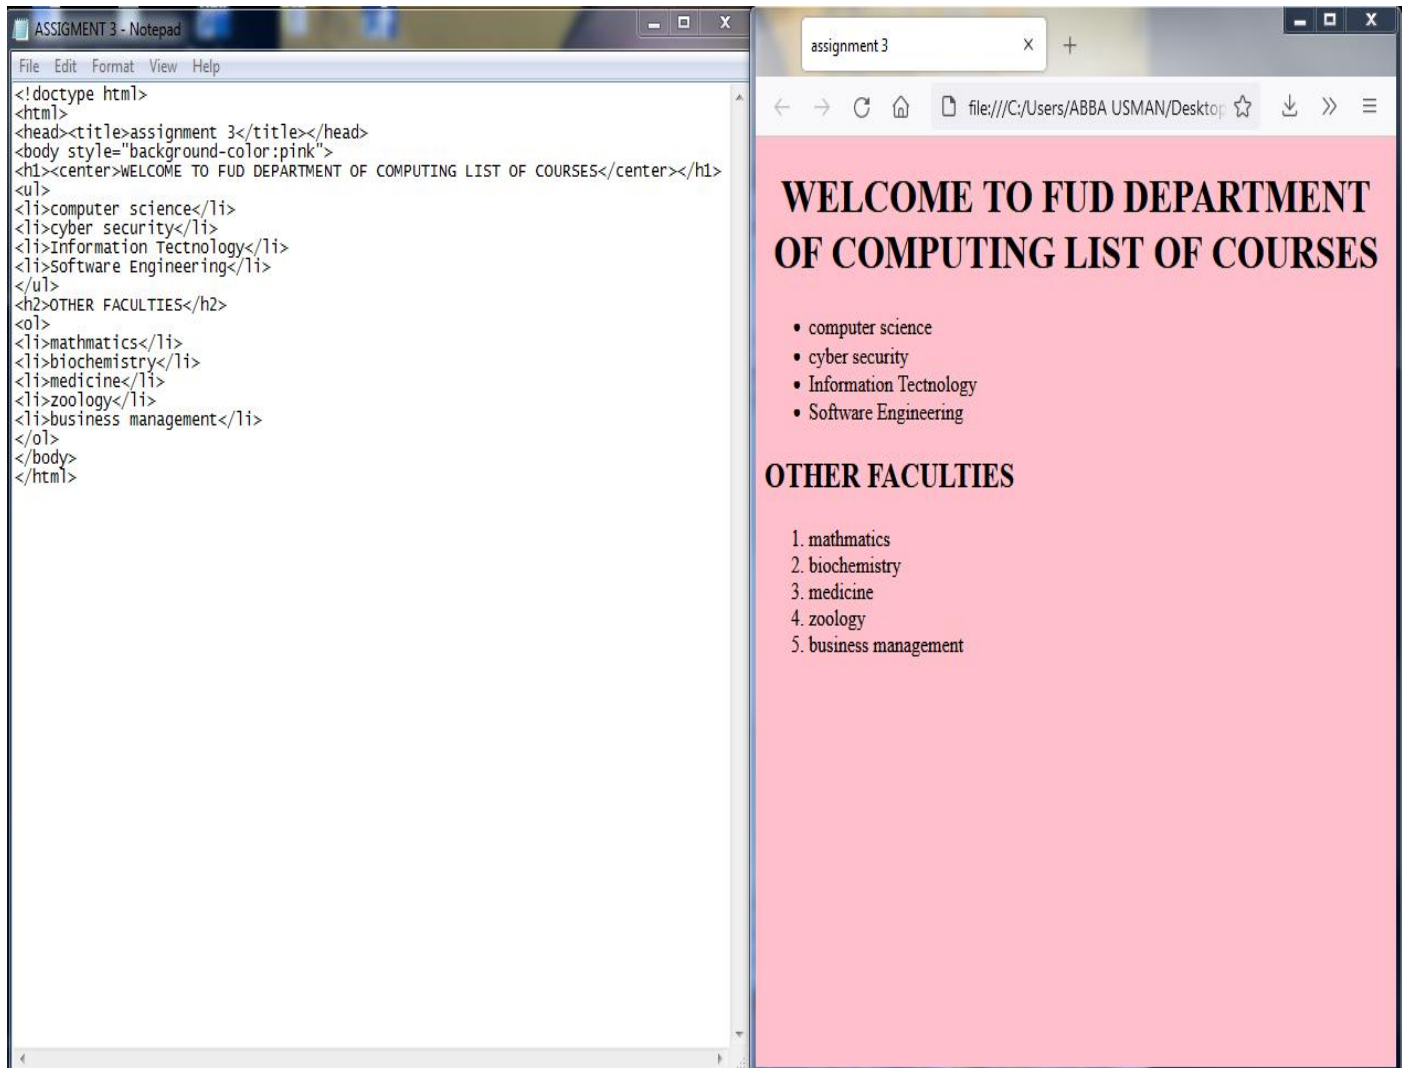 ASSIGMENT 3 - Notepad
File Edit Format View Help
<!doctype html>
<html>
<head><title>assignment 3</title></head>
<body style="background-color:pink">
<h1><center>WELCOME TO FUD DEPARTMENT OF COMPUTING LIST OF COURSES</center></h1>
<ul>
<li>computer science</li>
<li>cyber security</li>
<li>Information Tectnology</li>
<li>Software Engineering</li>
</ul>
<h2>OTHER FACULTIES</h2>
<ol>
<li>mathmatics</li>
<li>biochemistry</li>
<li>medicine</li>
<li>zoology</li>
<li>business management</li>
</ol>
</body>
</html>
assignment 3
file:///C:/Users/ABBA USMAN/Desktop
WELCOME TO FUD DEPARTMENT
OF COMPUTING LIST OF COURSES
• computer science
• cyber security
• Information Tectnology
• Software Engineering
OTHER FACULTIES
1. mathmatics
2. biochemistry
3. medicine
4. zoology
5. business management